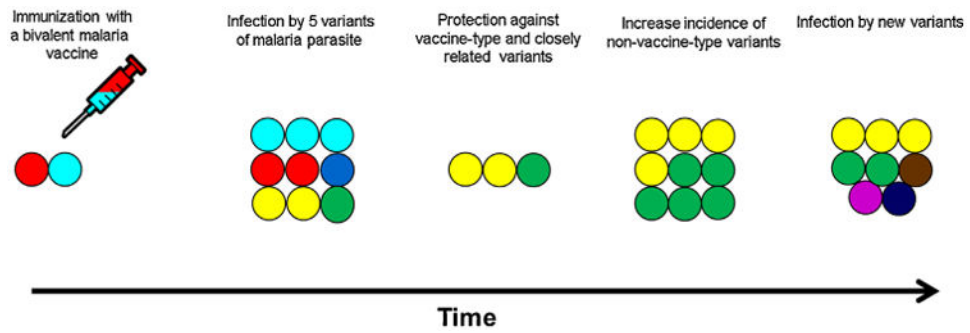 Immunization with
a bivalent malaria
vaccine
Infection by 5 variants
of malaria parasite
Protection against
vaccine-type and closely
related variants
Increase incidence of
non-vaccine-type variants
Infection by new variants
Time